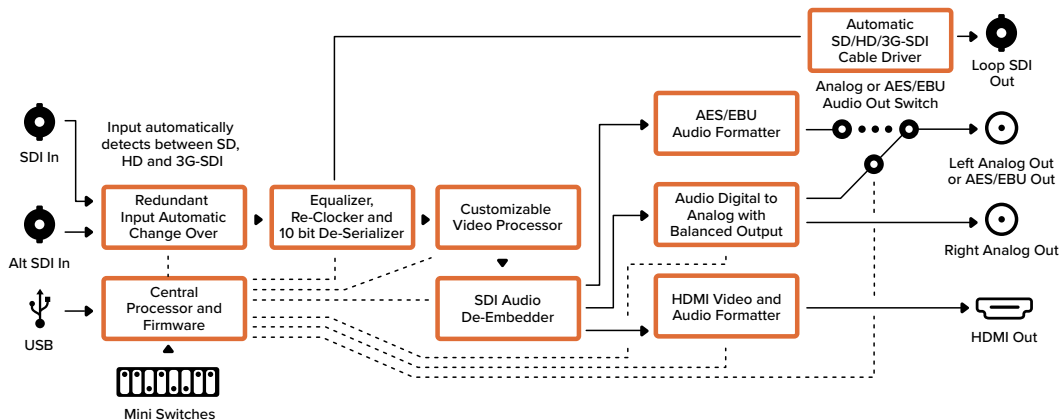 Automatic
SD/HD/3G-SDI
Cable Driver
Loop SDI
Out
Analog or AES/EBU
Audio Out Switch
AES/EBU
Audio Formatter
Input automatically
detects between SD,
HD and 3G-SDI
SDI In
Left Analog Out
or AES/EBU Out
Redundant
Input Automatic
Change Over
Equalizer,
Re-Clocker and
10 bit De-Serializer
Customizable
Video Processor
Audio Digital to
Analog with
Balanced Output
Alt SDI In
Right Analog Out
Central
Processor and
Firmware
SDI Audio
De-Embedder
HDMI Video and
Audio Formatter
USB
HDMI Out
Mini Switches